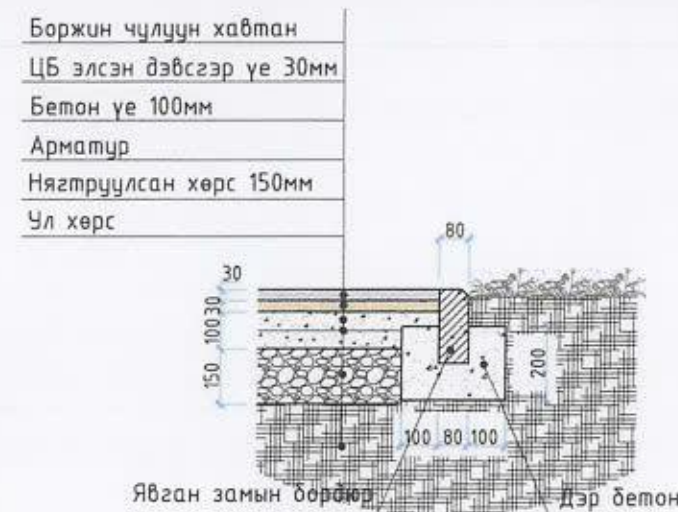 Боржин чулуун хавтан
ЦБ элсэн дэвсгэр үе 30мм
Бетон үе 100мм
Арматур
Нягтруулсан хөрс 150мм
Ул хөрс
80
30
30
100
150
200
100 80 100
Явган замын бордюр
Дэр бетон